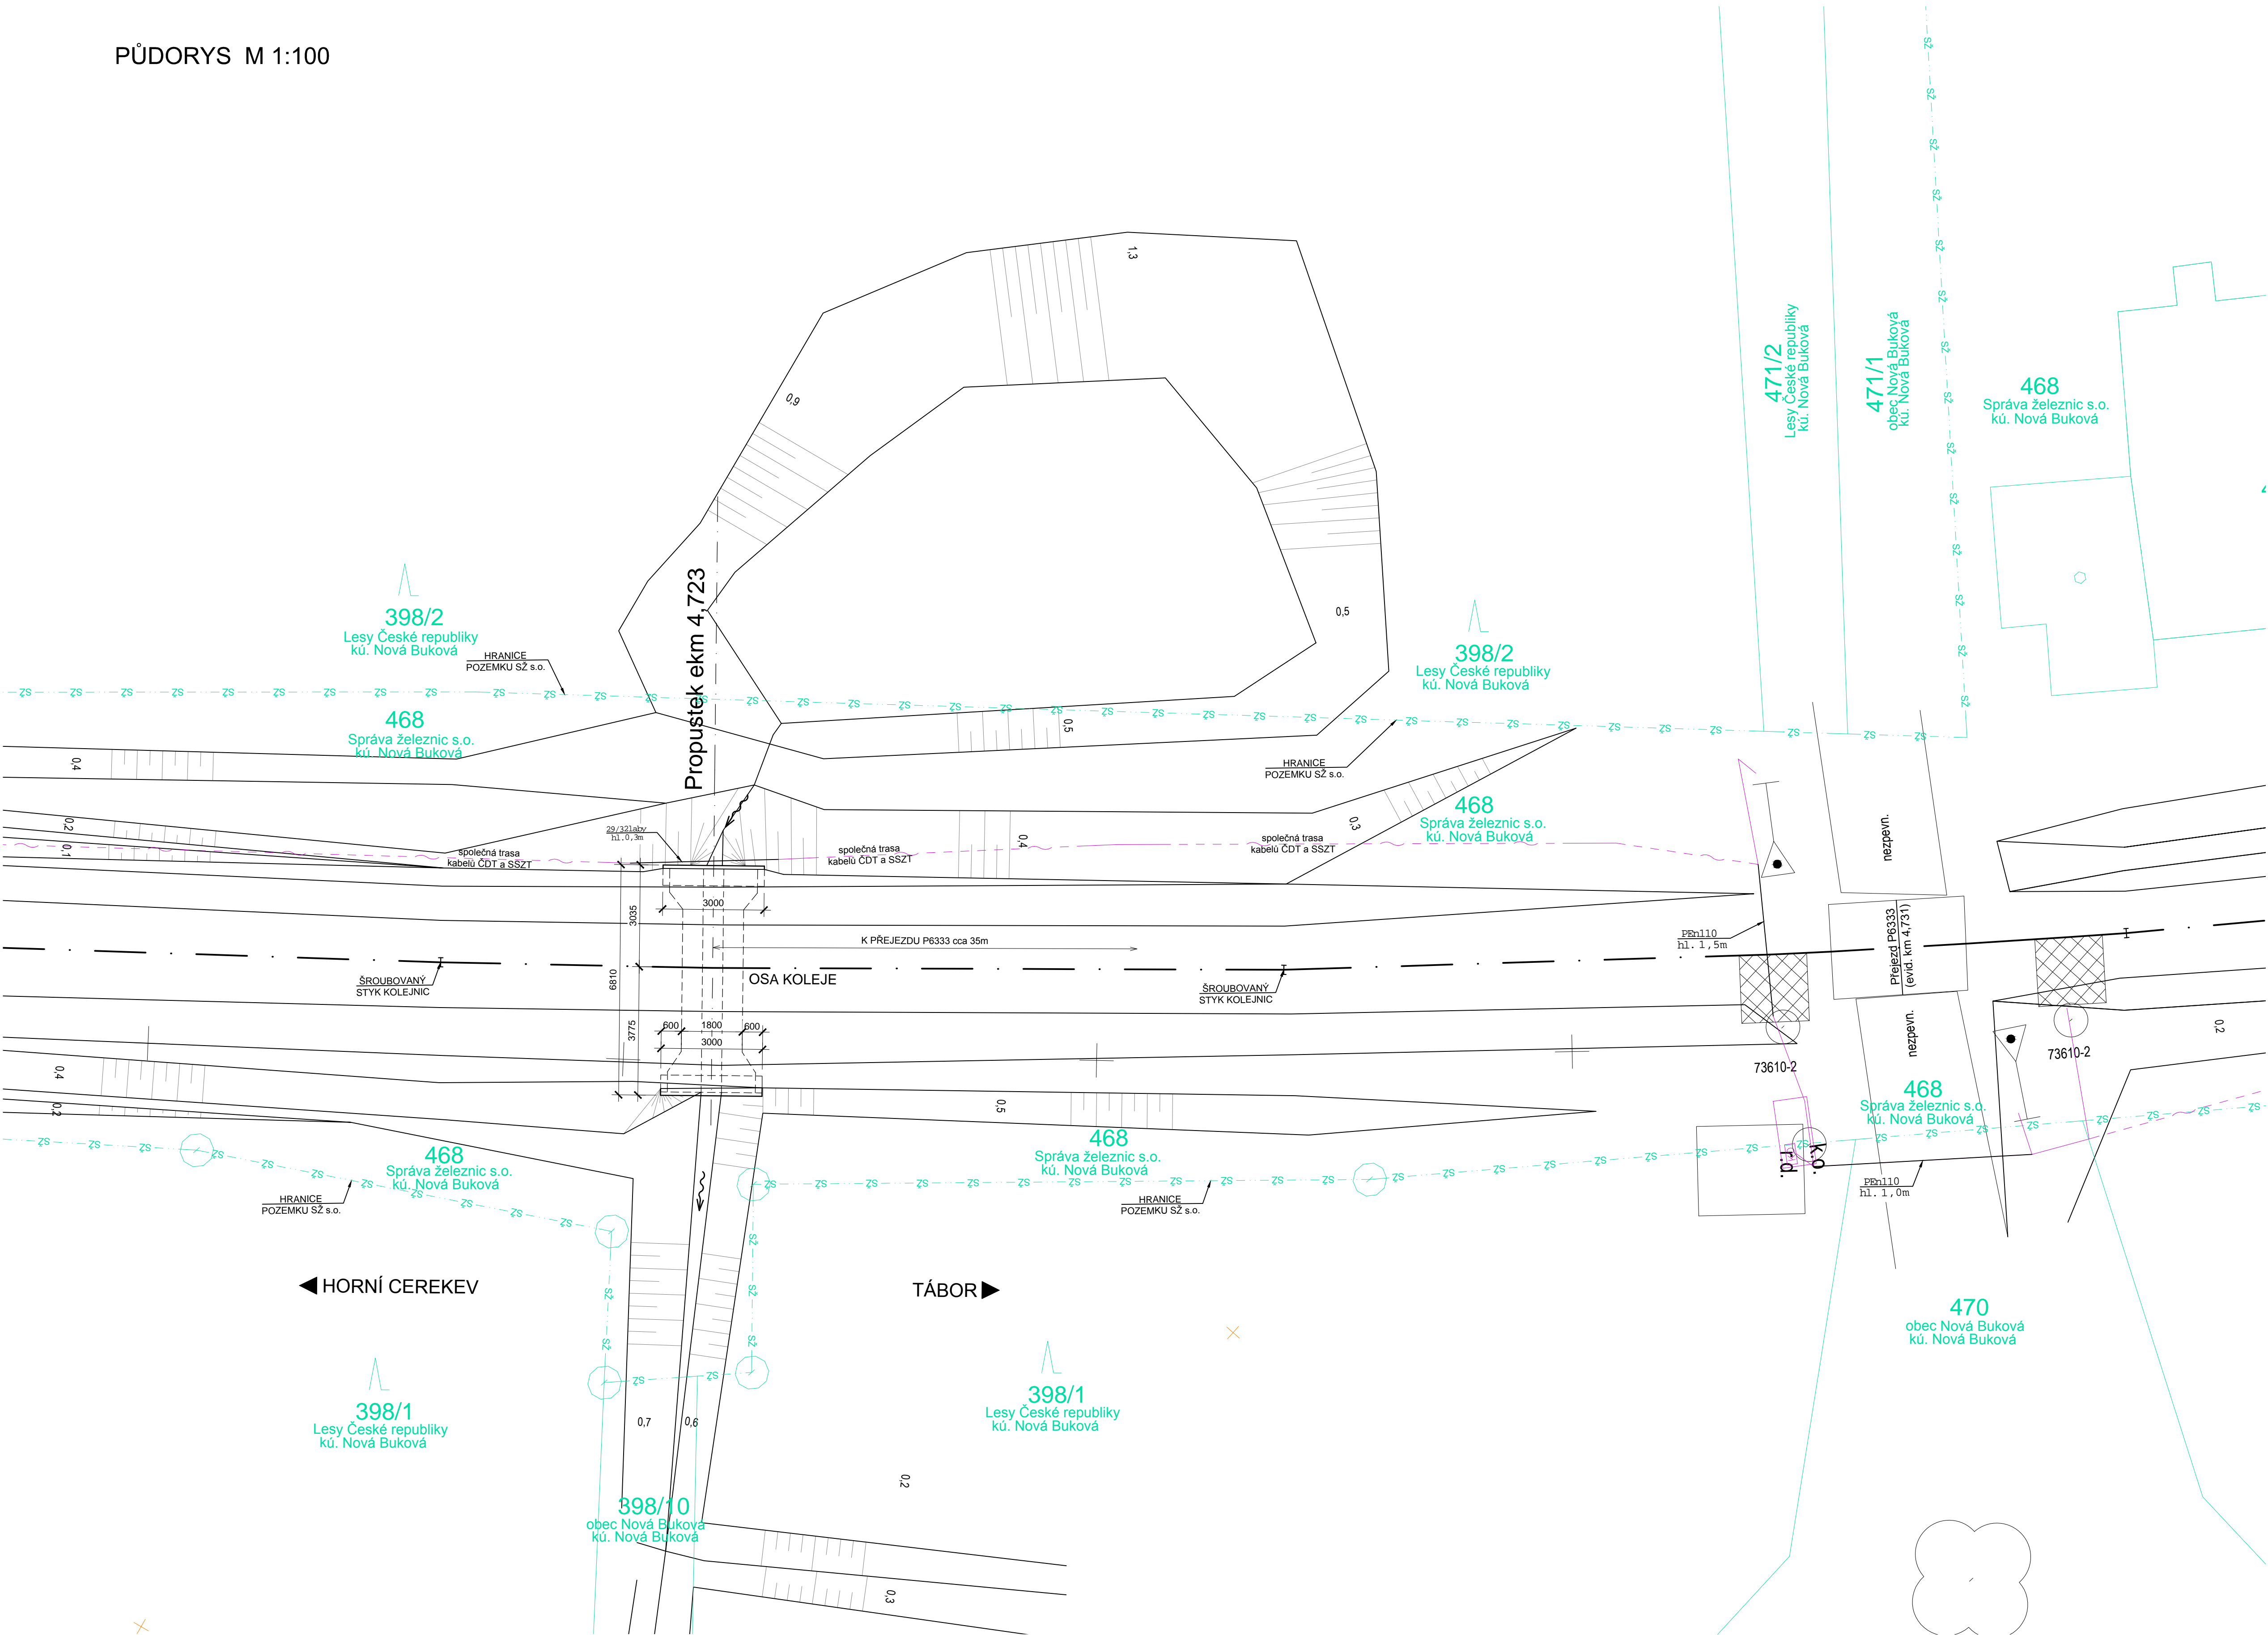 PŮDORYS M 1:100
1,3
0,9
471/2
Lesy České republiky
kú. Nová Buková
471/1
obec Nová Buková
kú. Nová Buková
468
Správa železnic s.o.
kú. Nová Buková
Propustek ekm 4,723
0,5
398/2
Lesy České republiky
kú. Nová Buková
HRANICE
POZEMKU SŽ s.o.
398/2
Lesy České republiky
kú. Nová Buková
468
Správa železnic s.o.
kú. Nová Buková
0,5
0,4
HRANICE
POZEMKU SŽ s.o.
468
Správa železnic s.o.
kú. Nová Buková
0,2
0,1
29/32laby
hl.0,3m
společná trasa
kabelů ČDT a SSZT
společná trasa
kabelů ČDT a SSZT
0,4
společná trasa
kabelů ČDT a SSZT
0,3
nezpevn.
3000
3035
K PŘEJEZDU P6333 cca 35m
PEn110
hl. 1,5m
Přejezd P6333
(evid. km 4,731)
ŠROUBOVANÝ
STYK KOLEJNIC
6810
OSA KOLEJE
ŠROUBOVANÝ
STYK KOLEJNIC
3775
600
1800
600
3000
nezpevn.
0,2
73610-2
73610-2
0,4
0,2
0,5
468
Správa železnic s.o.
kú. Nová Buková
468
Správa železnic s.o.
kú. Nová Buková
468
Správa železnic s.o.
kú. Nová Buková
r.d.
k.o.
PEn110
hl. 1,0m
HRANICE
POZEMKU SŽ s.o.
HRANICE
POZEMKU SŽ s.o.
HORNÍ CEREKEV
TÁBOR
470
obec Nová Buková
kú. Nová Buková
398/1
Lesy České republiky
kú. Nová Buková
0,7
0,6
398/1
Lesy České republiky
kú. Nová Buková
0,2
398/10
obec Nová Buková
kú. Nová Buková
0,3